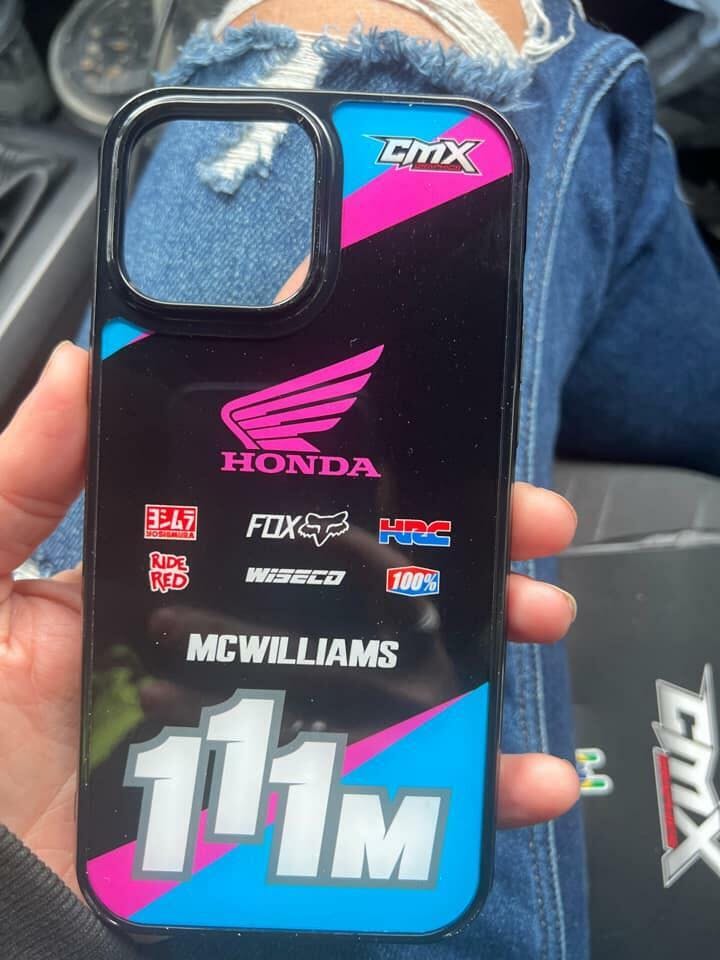 CMX
HONDA
ヨシムラ
YOSHIMURA
FOX
HRC
RIDE
RED
WISECO
100%
MCWILLIAMS
111M
CMX